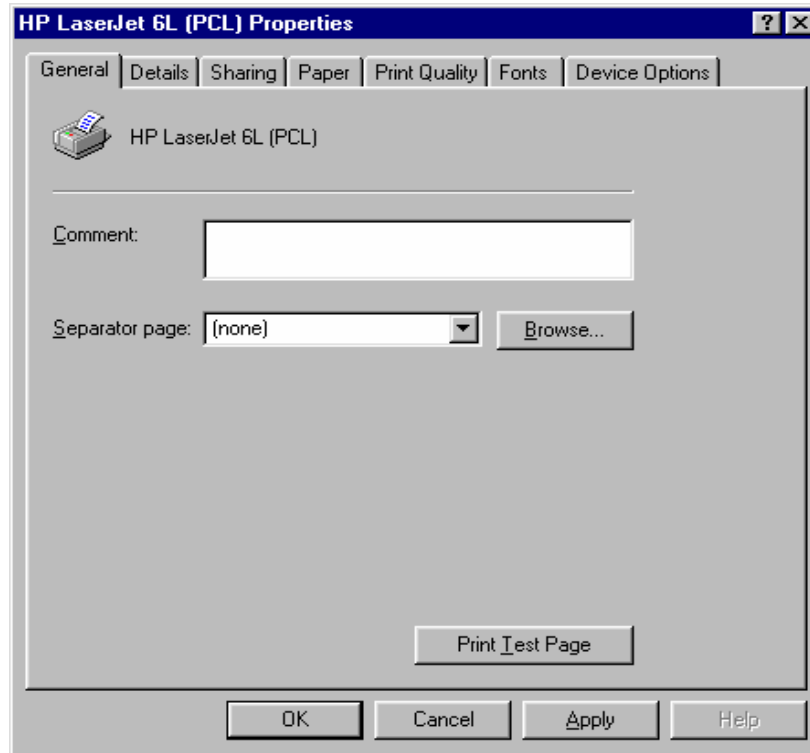 HP LaserJet 6L (PCL) Properties
General Details Sharing Paper Print Quality Fonts Device Options
HP LaserJet 6L (PCL)
Comment:
Separator page: (none) Browse...
Print Test Page
OK Cancel Apply Help